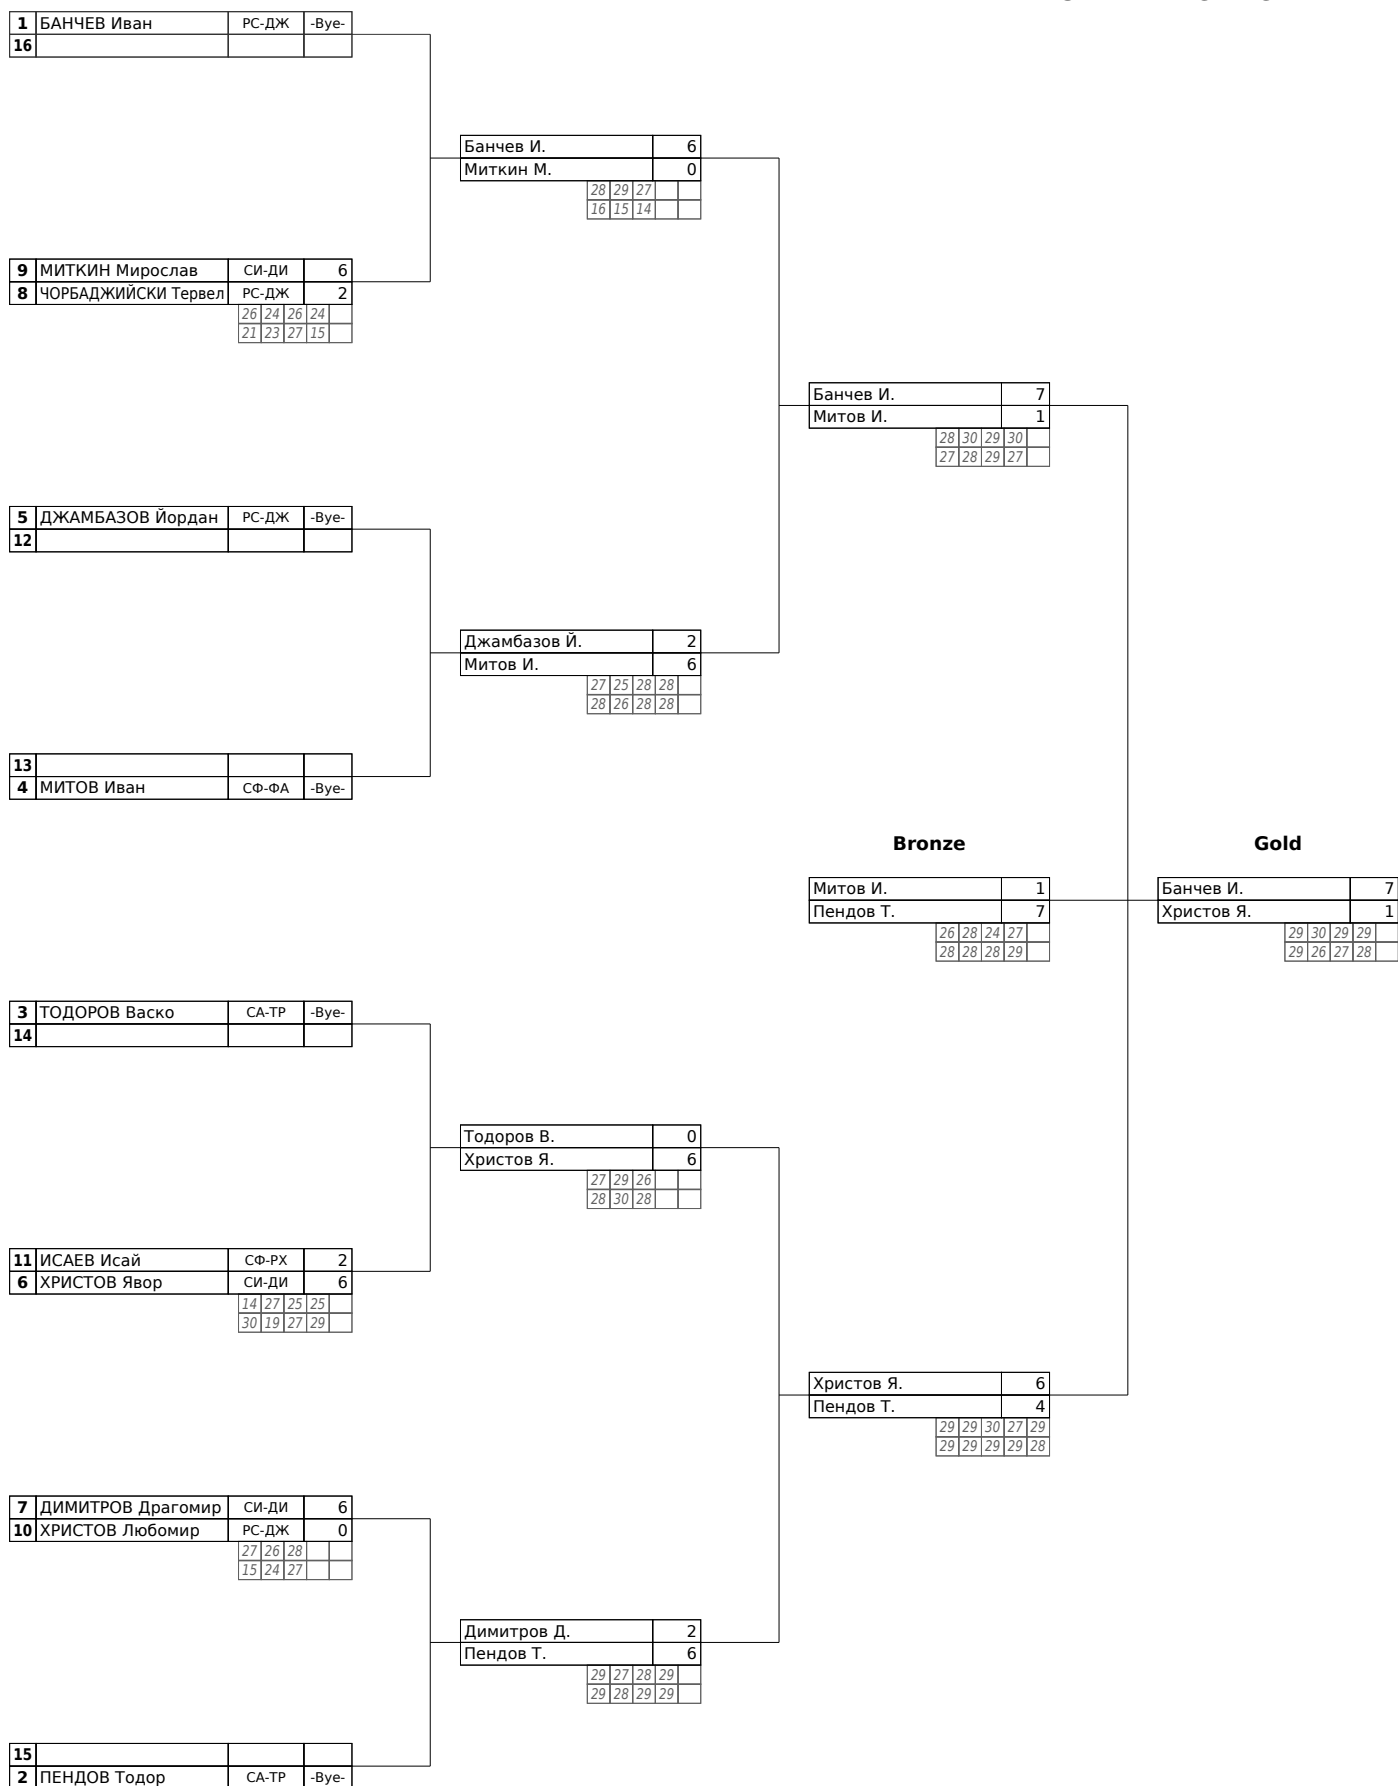 1 БАНЧЕВ Иван РС-ДЖ -Bye-
16
Банчев И. 6
Миткин М. 0
28 29 27
16 15 14
9 МИТКИН Мирослав СИ-ДИ 6
8 ЧОРБАДЖИЙСКИ Тервел РС-ДЖ 2
26 24 26 24
21 23 27 15
Банчев И. 7
Митов И. 1
28 30 29 30
27 28 29 27
5 ДЖАМБАЗОВ Йордан РС-ДЖ -Bye-
12
Джамбазов Й. 2
Митов И. 6
27 25 28 28
28 26 28 28
13
4 МИТОВ Иван СФ-ФА -Bye-
Bronze Gold
Митов И. 1 Банчев И. 7
Пендов Т. 7 Христов Я. 1
26 28 24 27 29 30 29 29
28 28 28 29 29 26 27 28
3 ТОДОРОВ Васко СА-ТР -Bye-
14
Тодоров В. 0
Христов Я. 6
27 29 26
28 30 28
11 ИСАЕВ Исай СФ-РХ 2
6 ХРИСТОВ Явор СИ-ДИ 6
14 27 25 25
30 19 27 29
Христов Я. 6
Пендов Т. 4
29 29 30 27 29
29 29 29 29 28
7 ДИМИТРОВ Драгомир СИ-ДИ 6
10 ХРИСТОВ Любомир РС-ДЖ 0
27 26 28
15 24 27
Димитров Д. 2
Пендов Т. 6
29 27 28 29
29 28 29 29
15
2 ПЕНДОВ Тодор СА-ТР -Bye-